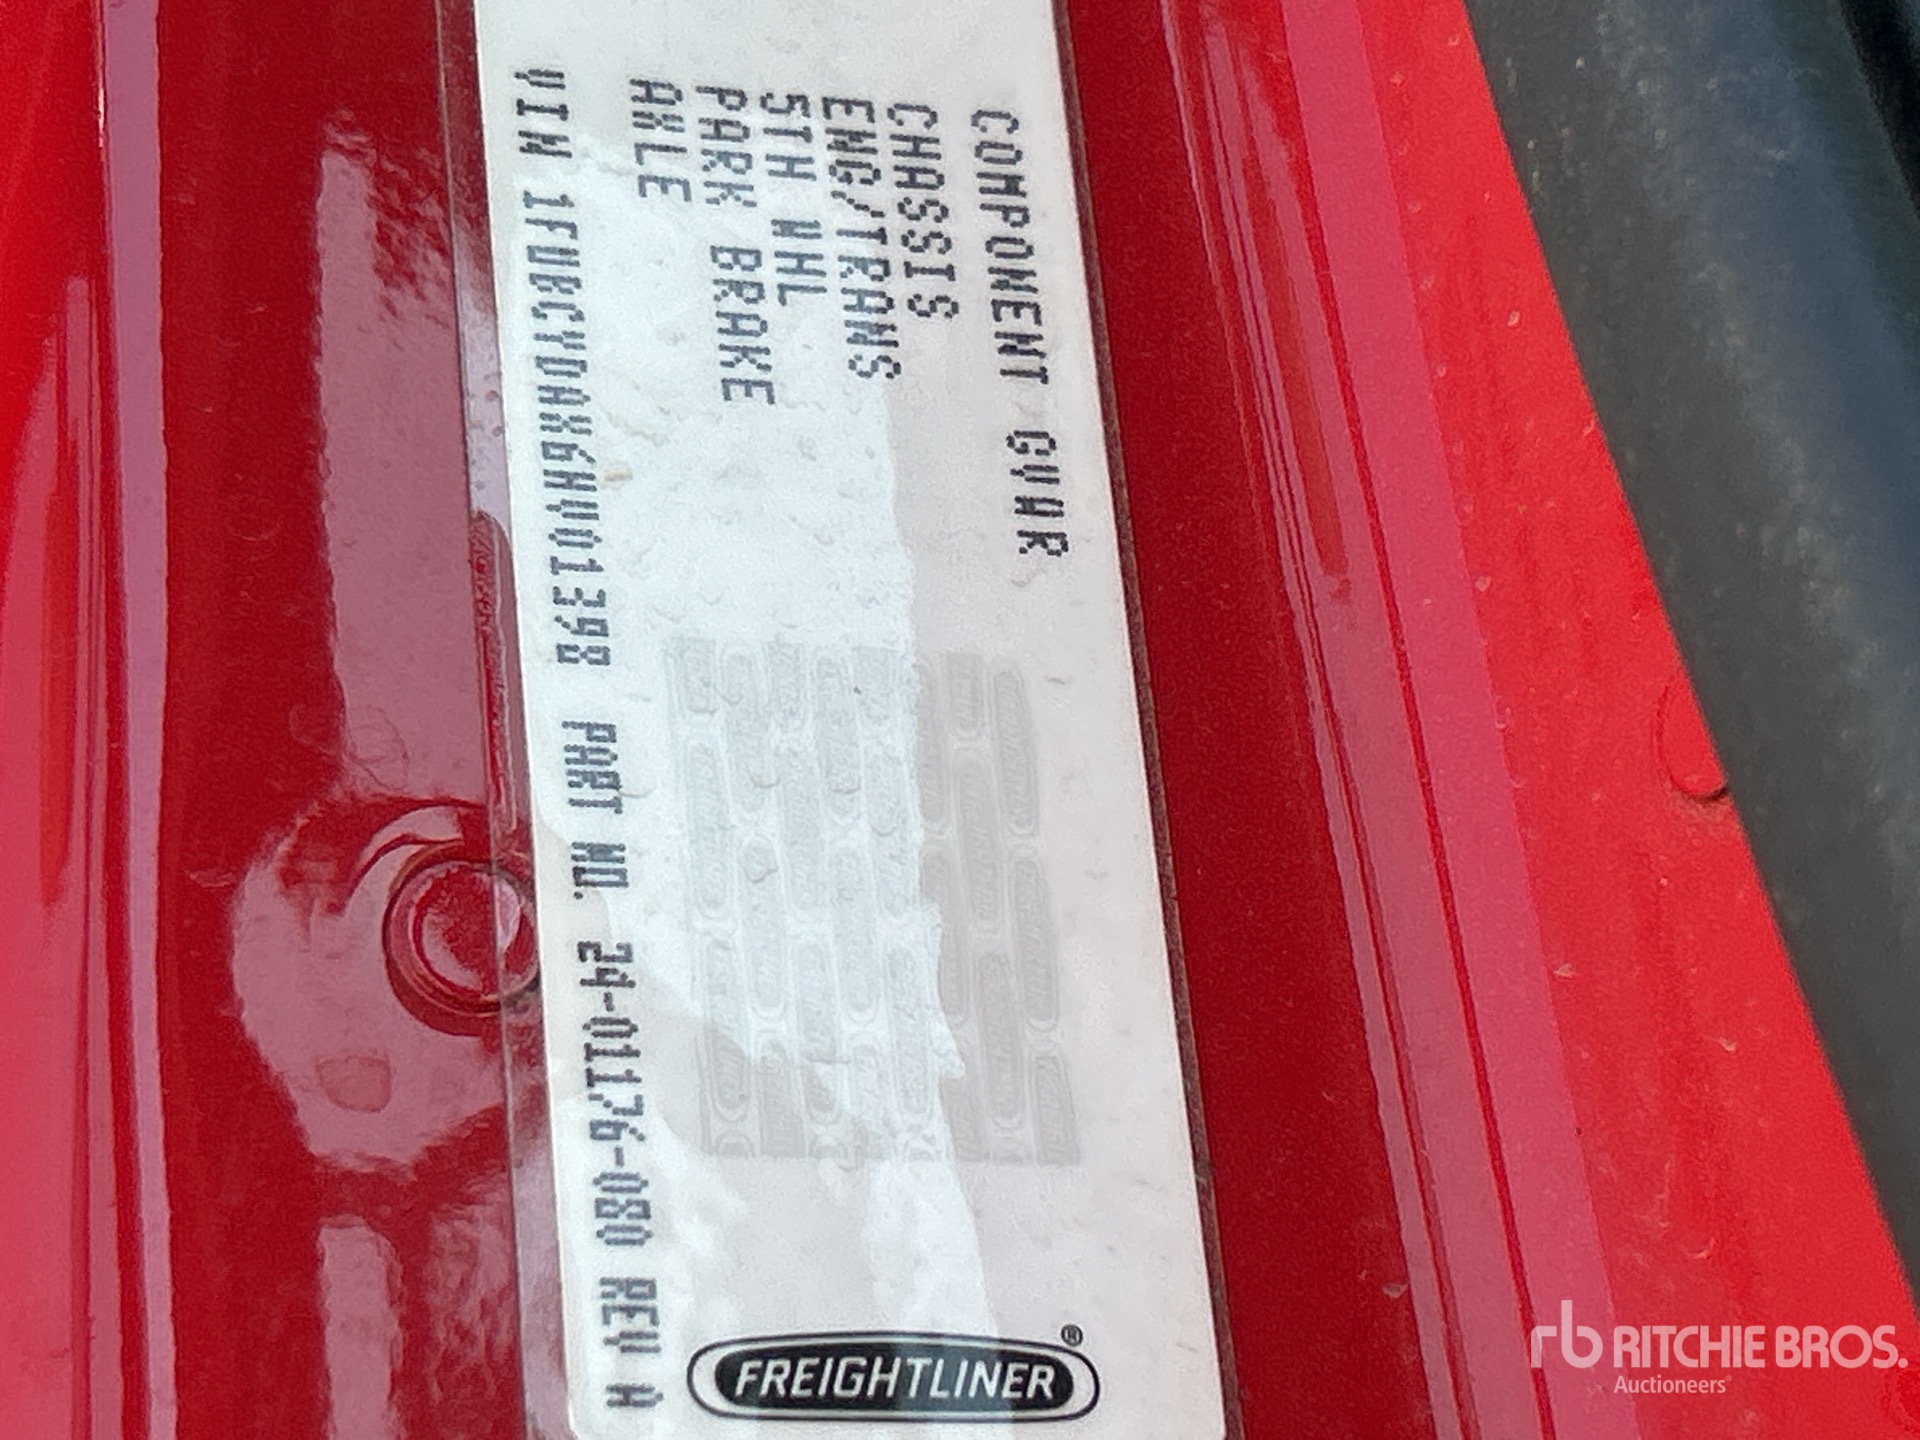 COMPONENT GVWR
CHASSIS
ENG/TRANS
5TH WHL
PARK BRAKE
AXLE
VIN 1FUBCYDAX6HV01398 PART NO. 24-01176-080 REV H
FREIGHTLINER®
rb RITCHIE BROS.
Auctioneers